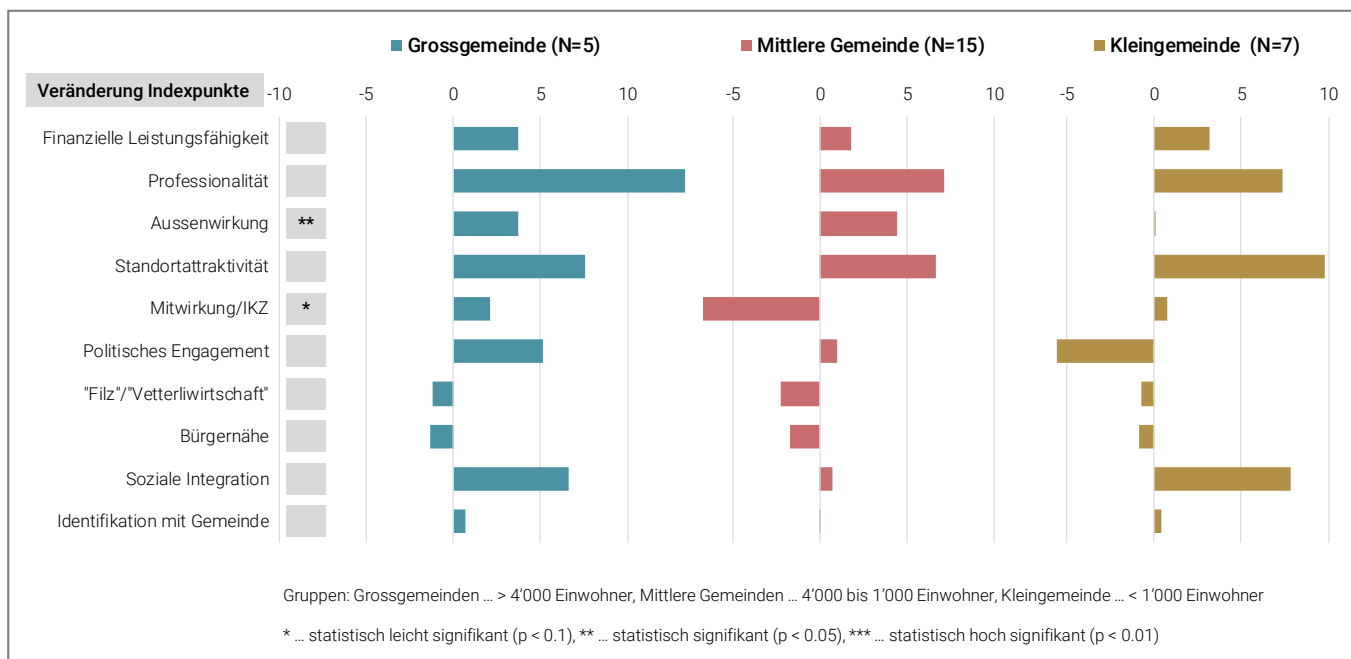 Grossgemeinde (N=5) Mittlere Gemeinde (N=15) Kleingemeinde (N=7)
Veränderung Indexpunkte -10 -5 0 5 10 -5 0 5 10 -5 0 5 10
Finanzielle Leistungsfähigkeit
Professionalität
Aussenwirkung **
Standortattraktivität
Mitwirkung/IKZ *
Politisches Engagement
"Filz"/"Vetterliwirtschaft"
Bürgernähe
Soziale Integration
Identifikation mit Gemeinde
Gruppen: Grossgemeinden ... > 4’000 Einwohner, Mittlere Gemeinden ... 4’000 bis 1’000 Einwohner, Kleingemeinde ... < 1’000 Einwohner
* ... statistisch leicht signifikant (p < 0.1), ** ... statistisch signifikant (p < 0.05), *** ... statistisch hoch signifikant (p < 0.01)